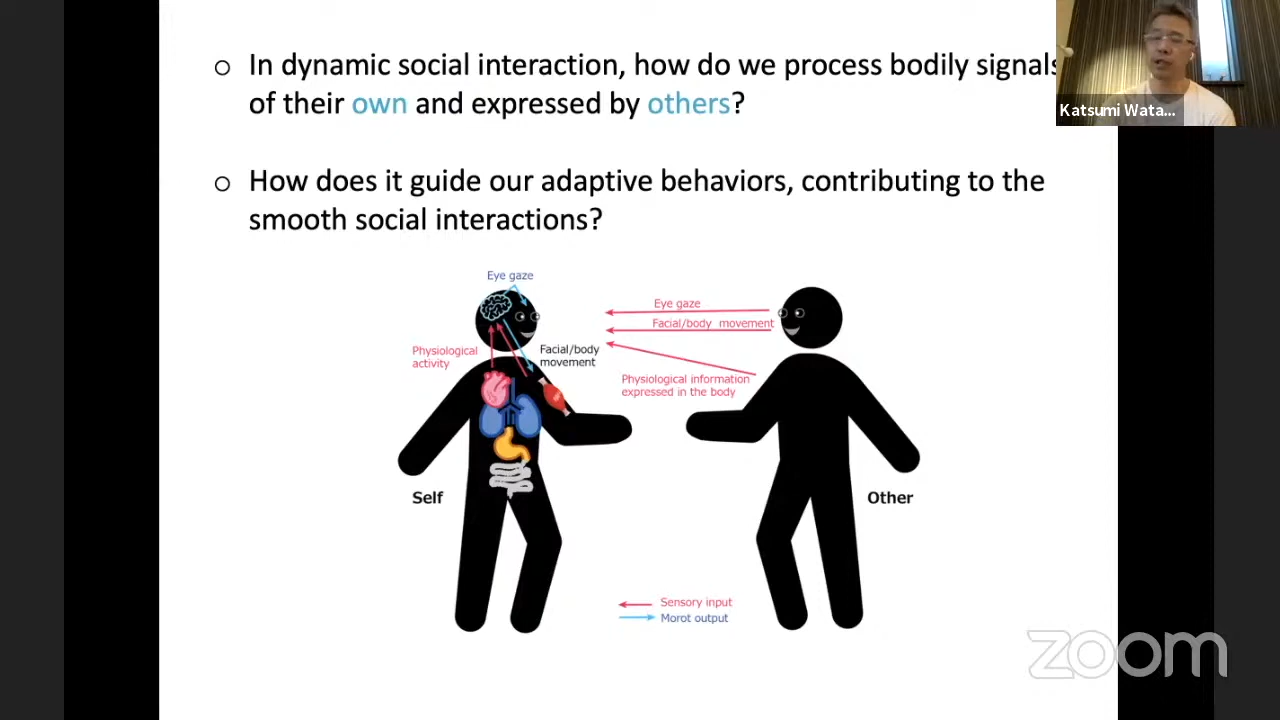 In dynamic social interaction, how do we process bodily signals
of their own and expressed by others?
How does it guide our adaptive behaviors, contributing to the
smooth social interactions?
Katsumi Wata...
Eye gaze
Physiological
activity
Facial/body
movement
Eye gaze
Facial/body movement
Physiological information
expressed in the body
Self
Other
Sensory input
Morot output
zoom